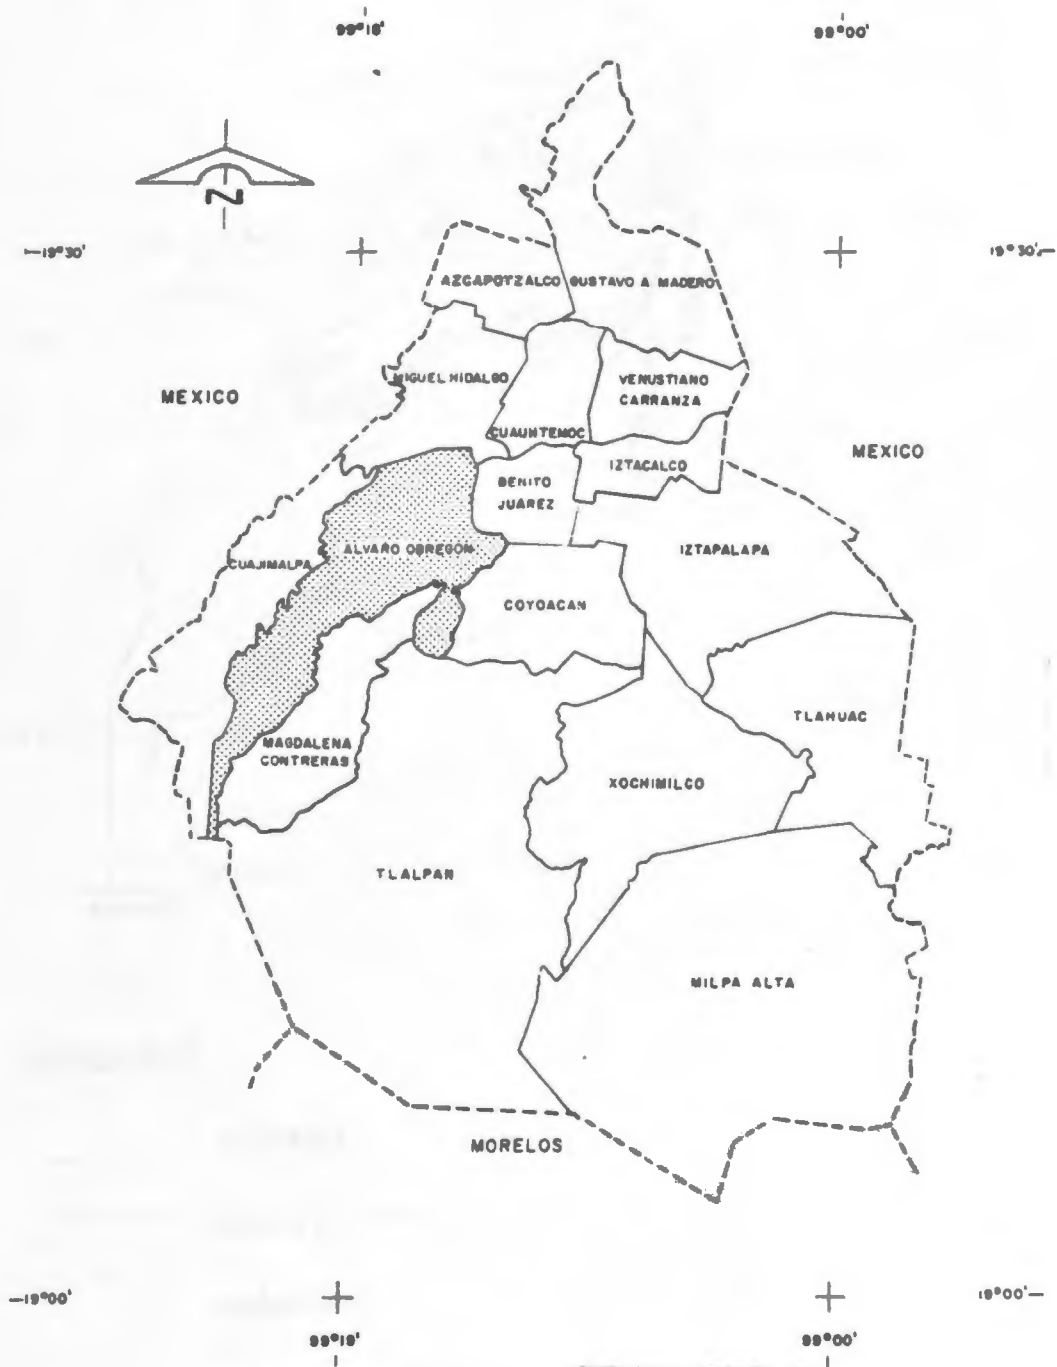 99°18'
99°00'
N
19°30'
19°30'
AZCAPOTZALCO
GUSTAVO A MADERO
MIGUEL HIDALGO
VENUSTIANO
CARRANZA
MEXICO
CUAUHTEMOC
MEXICO
IZTACALCO
BENITO
JUAREZ
ALVARO OBREGON
IZTAPALAPA
CUAJIMALPA
COYOACAN
TLAHUAC
MAGDALENA
CONTRERAS
XOCHIMILCO
TLALPAN
MILPA ALTA
MORELOS
19°00'
19°00'
99°19'
99°00'